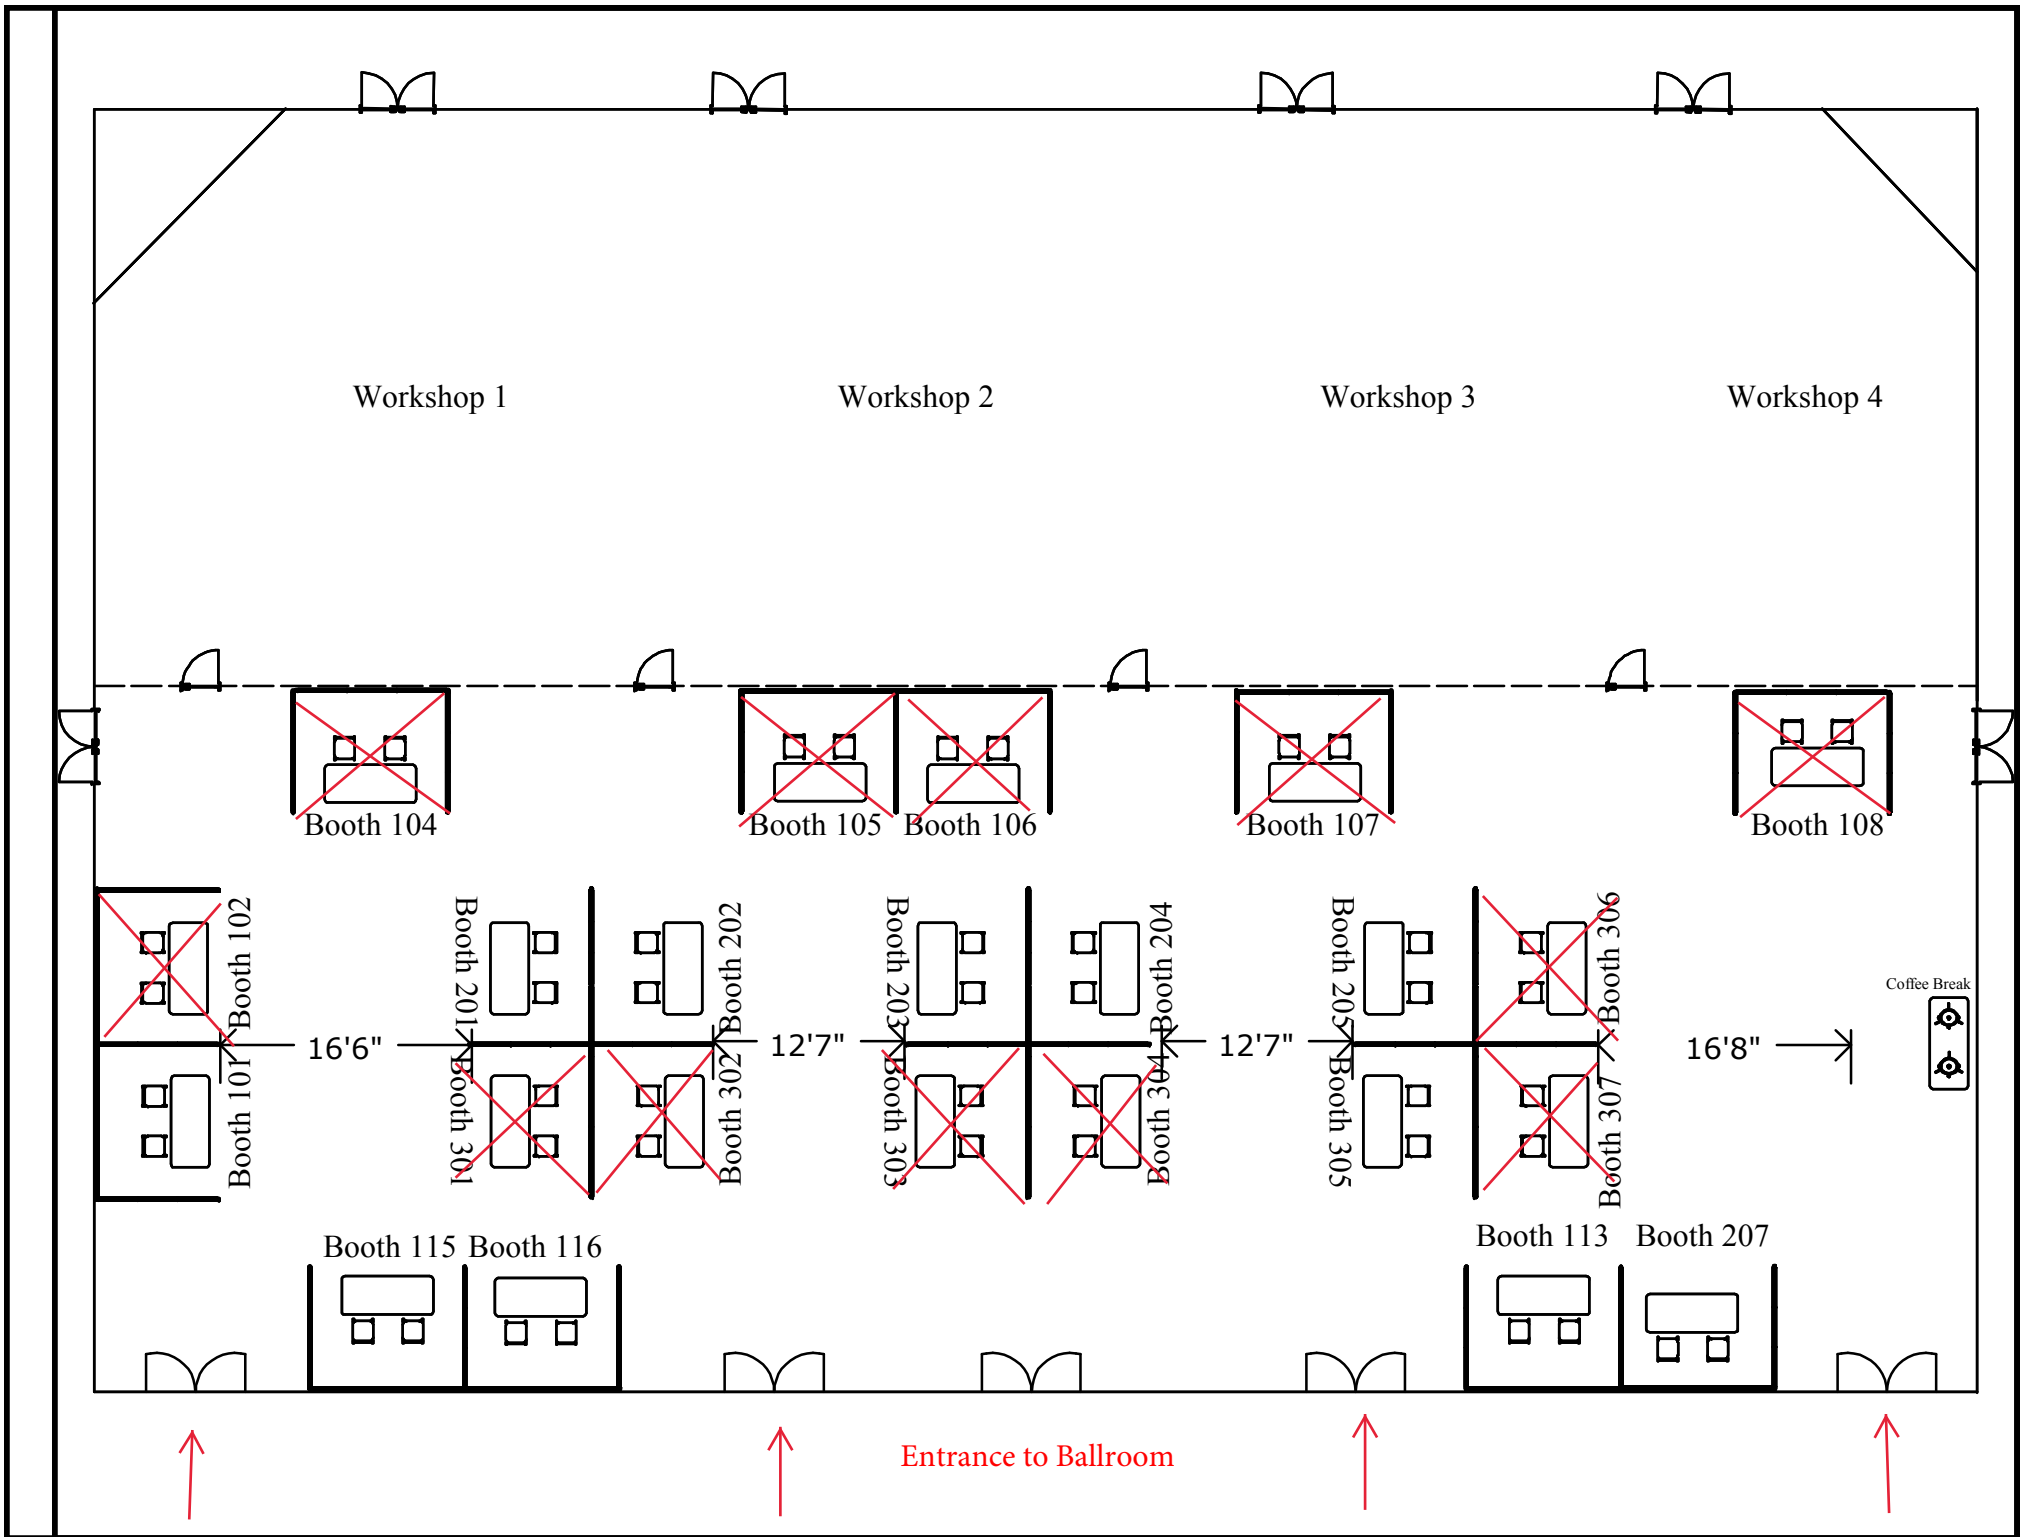 Workshop 1
Workshop 2
Workshop 3
Workshop 4
Booth 104
Booth 105
Booth 106
Booth 107
Booth 108
Booth 102
Booth 201
Booth 202
Booth 203
Booth 204
Booth 205
Booth 306
Coffee Break
16'6"
12'7"
12'7"
16'8"
Booth 101
Booth 301
Booth 302
Booth 303
Booth 304
Booth 305
Booth 307
Booth 115
Booth 116
Booth 113
Booth 207
Entrance to Ballroom